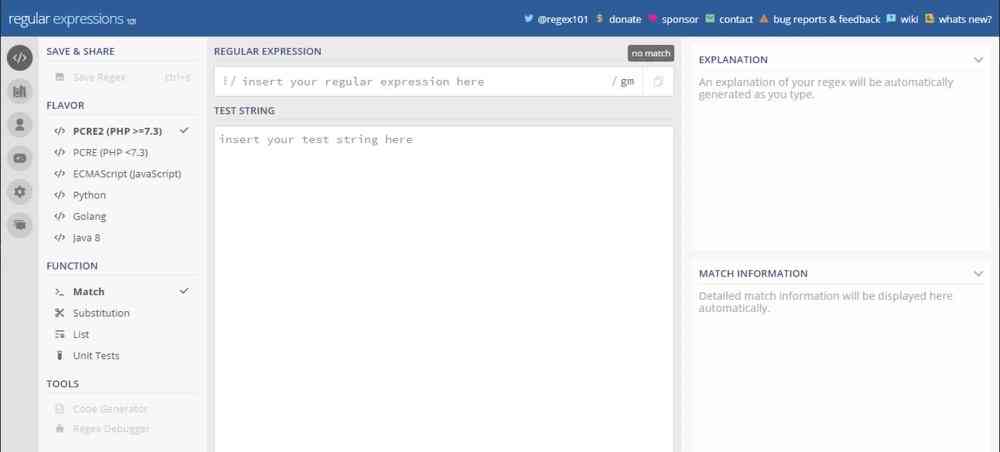 regular expressions 101
@regex101 donate sponsor contact bug reports & feedback wiki whats new?
SAVE & SHARE
Save Regex ctrl+s
FLAVOR
PCRE2 (PHP >=7.3)
PCRE (PHP <7.3)
ECMAScript (JavaScript)
Python
Golang
Java 8
FUNCTION
Match
Substitution
List
Unit Tests
TOOLS
Code Generator
Regex Debugger
REGULAR EXPRESSION no match
/ insert your regular expression here / gm
TEST STRING
insert your test string here
EXPLANATION
An explanation of your regex will be automatically
generated as you type.
MATCH INFORMATION
Detailed match information will be displayed here
automatically.